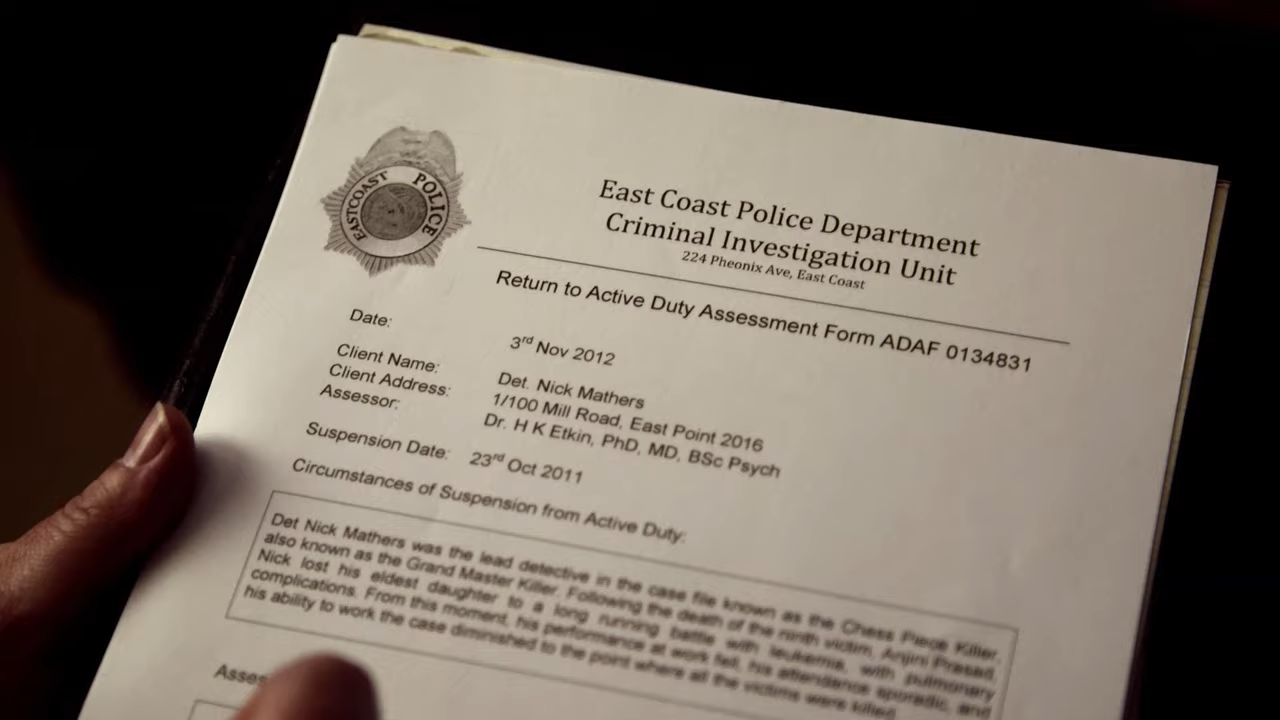 EASTCOAST POLICE
East Coast Police Department
Criminal Investigation Unit
224 Pheonix Ave, East Coast
Return to Active Duty Assessment Form ADAF 0134831
Date: 3rd Nov 2012
Client Name: Det. Nick Mathers
Client Address: 1/100 Mill Road, East Point 2016
Assessor: Dr. H K Etkin, PhD, MD, BSc Psych
Suspension Date: 23rd Oct 2011
Circumstances of Suspension from Active Duty:
Det Nick Mathers was the lead detective in the case file known as the Chess Piece Killer,
also known as the Grand Master Killer. Following the death of the ninth victim, Anjini Prasad,
Nick lost his eldest daughter to a long running battle with leukemia, with pulmonary
complications. From this moment, his performance at work fell, his attendance sporadic, and
his ability to work the case diminished to the point where all the victims were killed.